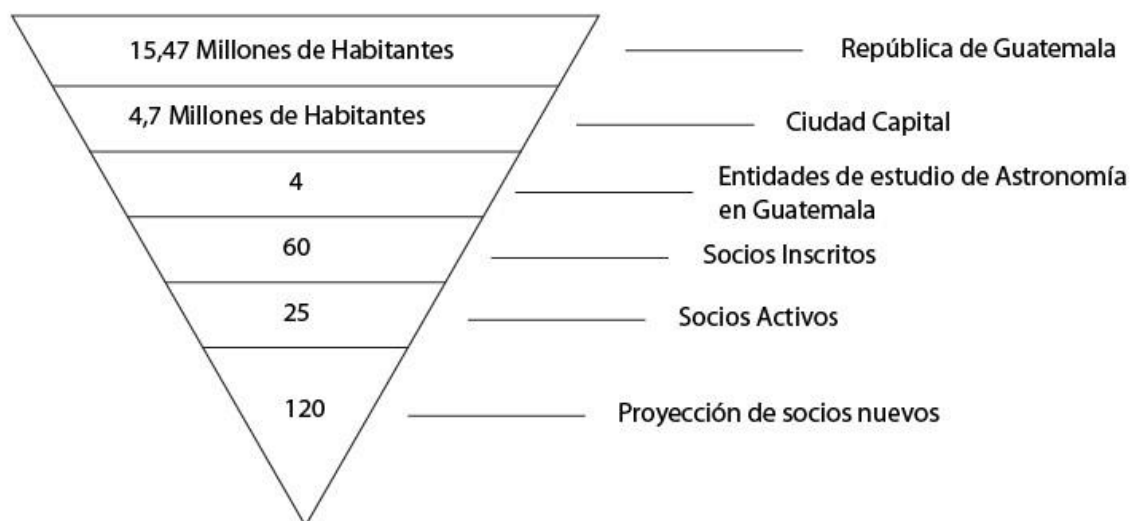 15,47 Millones de Habitantes
República de Guatemala
4,7 Millones de Habitantes
Ciudad Capital
4
Entidades de estudio de Astronomía
en Guatemala
60
Socios Inscritos
25
Socios Activos
120
Proyección de socios nuevos